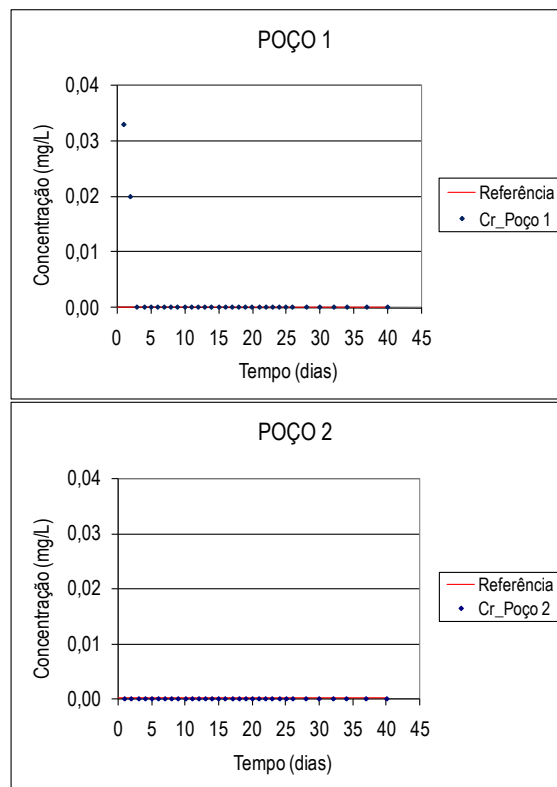 POÇO 1
Concentração (mg/L)
0,04
0,03
0,02
0,01
0,00
0 5 10 15 20 25 30 35 40 45
Tempo (dias)
Referência
Cr_Poço 1
POÇO 2
Concentração (mg/L)
0,04
0,03
0,02
0,01
0,00
0 5 10 15 20 25 30 35 40 45
Tempo (dias)
Referência
Cr_Poço 2